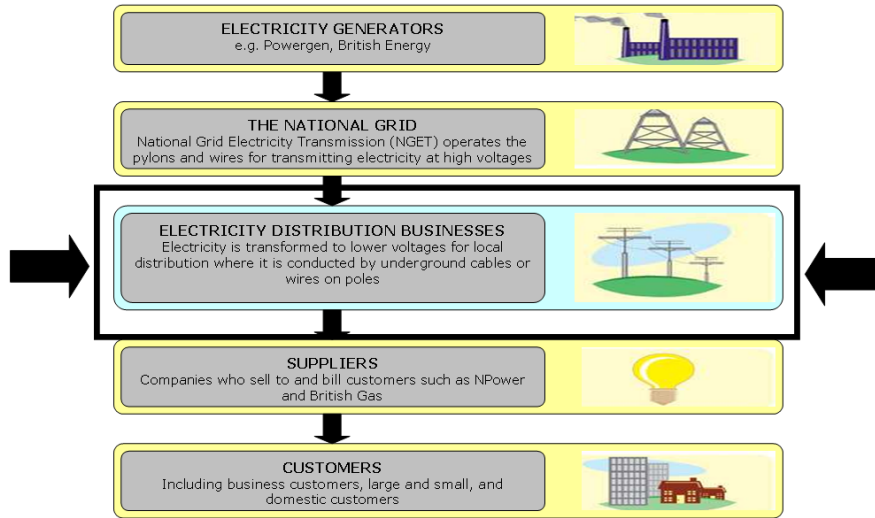 ELECTRICITY GENERATORS
e.g. Powergen, British Energy
THE NATIONAL GRID
National Grid Electricity Transmission (NGET) operates the
pylons and wires for transmitting electricity at high voltages
ELECTRICITY DISTRIBUTION BUSINESSES
Electricity is transformed to lower voltages for local
distribution where it is conducted by underground cables or
wires on poles
SUPPLIERS
Companies who sell to and bill customers such as NPower
and British Gas
CUSTOMERS
Including business customers, large and small, and
domestic customers